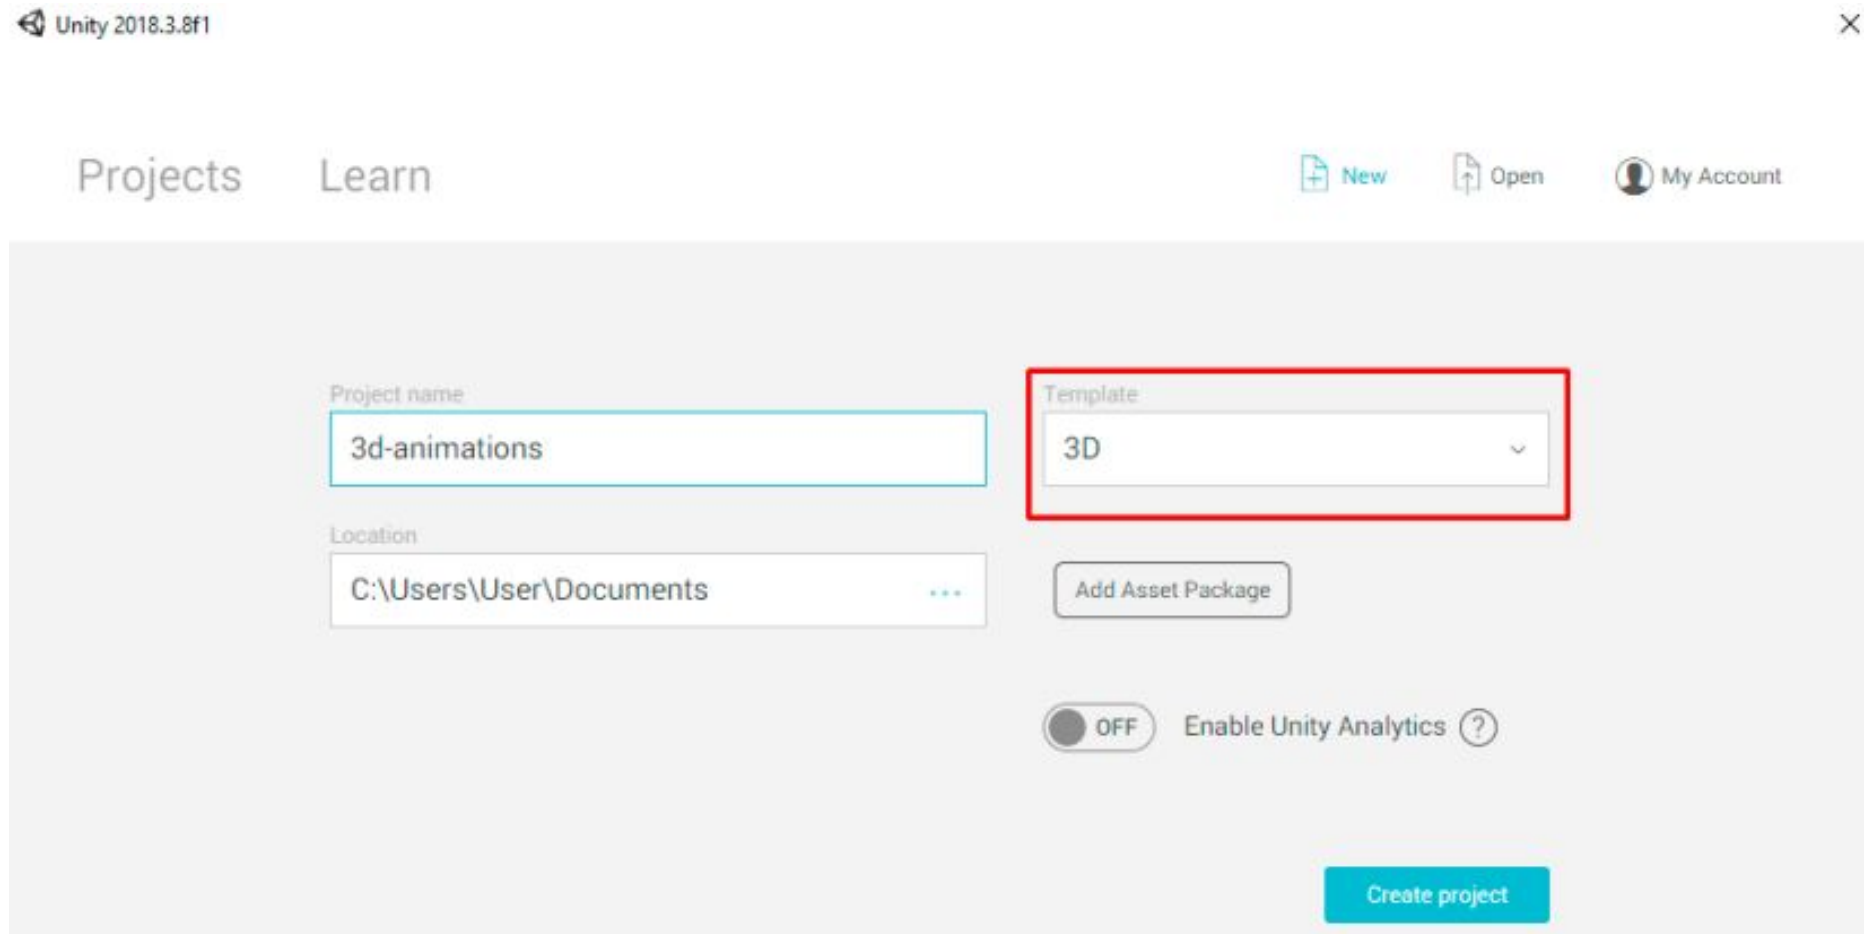 Unity 2018.3.8f1
Projects Learn New Open My Account
Project name
3d-animations
Template
3D
Location
C:\Users\User\Documents ...
Add Asset Package
OFF Enable Unity Analytics ?
Create project